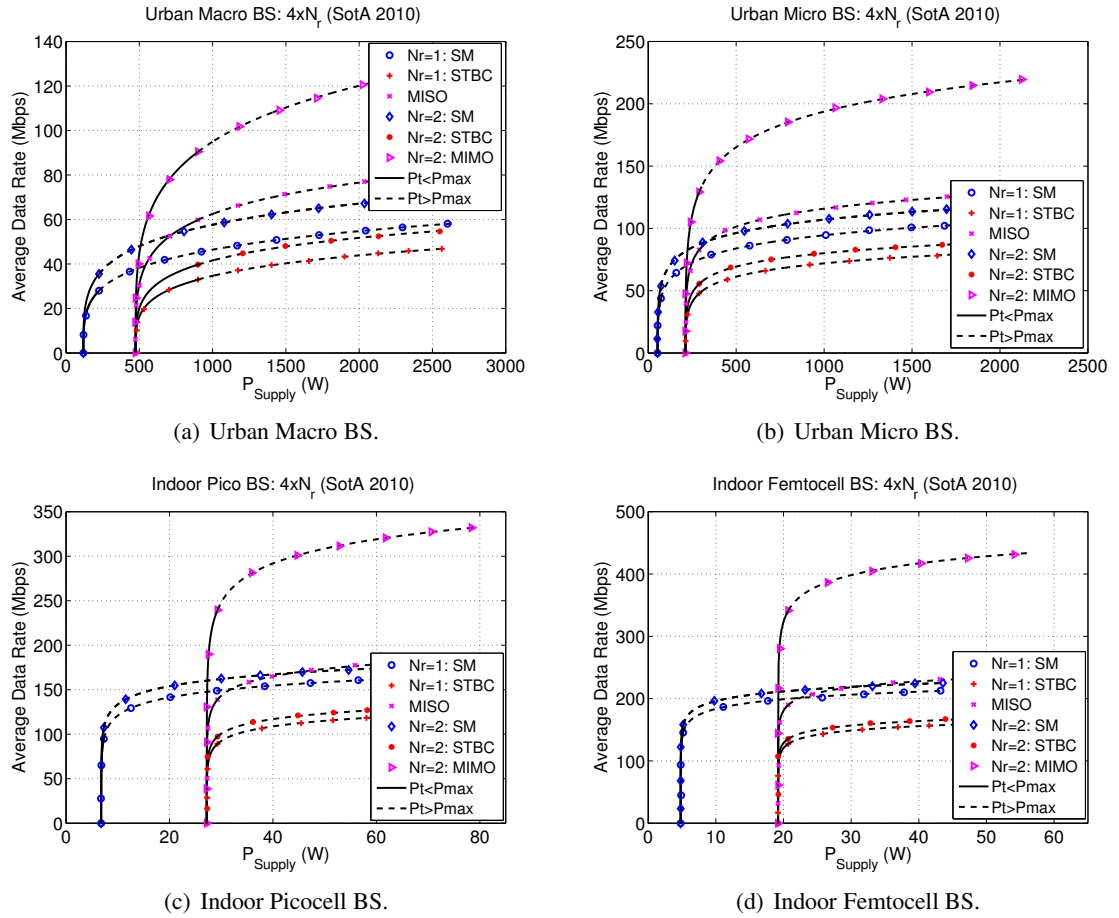 Urban Macro BS: 4xN_r (SotA 2010)
140
120
100
80
60
40
20
0
Average Data Rate (Mbps)
Nr=1: SM
Nr=1: STBC
MISO
Nr=2: SM
Nr=2: STBC
Nr=2: MIMO
Pt<Pmax
Pt>Pmax
0 500 1000 1500 2000 2500 3000
P_Supply (W)
(a) Urban Macro BS.
Urban Micro BS: 4xN_r (SotA 2010)
250
200
150
100
50
0
Average Data Rate (Mbps)
Nr=1: SM
Nr=1: STBC
MISO
Nr=2: SM
Nr=2: STBC
Nr=2: MIMO
Pt<Pmax
Pt>Pmax
0 500 1000 1500 2000 2500
P_Supply (W)
(b) Urban Micro BS.
Indoor Pico BS: 4xN_r (SotA 2010)
350
300
250
200
150
100
50
0
Average Data Rate (Mbps)
Nr=1: SM
Nr=1: STBC
MISO
Nr=2: SM
Nr=2: STBC
Nr=2: MIMO
Pt<Pmax
Pt>Pmax
0 20 40 60 80
P_Supply (W)
(c) Indoor Picocell BS.
Indoor Femtocell BS: 4xN_r (SotA 2010)
500
400
300
200
100
0
Average Data Rate (Mbps)
Nr=1: SM
Nr=1: STBC
MISO
Nr=2: SM
Nr=2: STBC
Nr=2: MIMO
Pt<Pmax
Pt>Pmax
0 10 20 30 40 50 60
P_Supply (W)
(d) Indoor Femtocell BS.